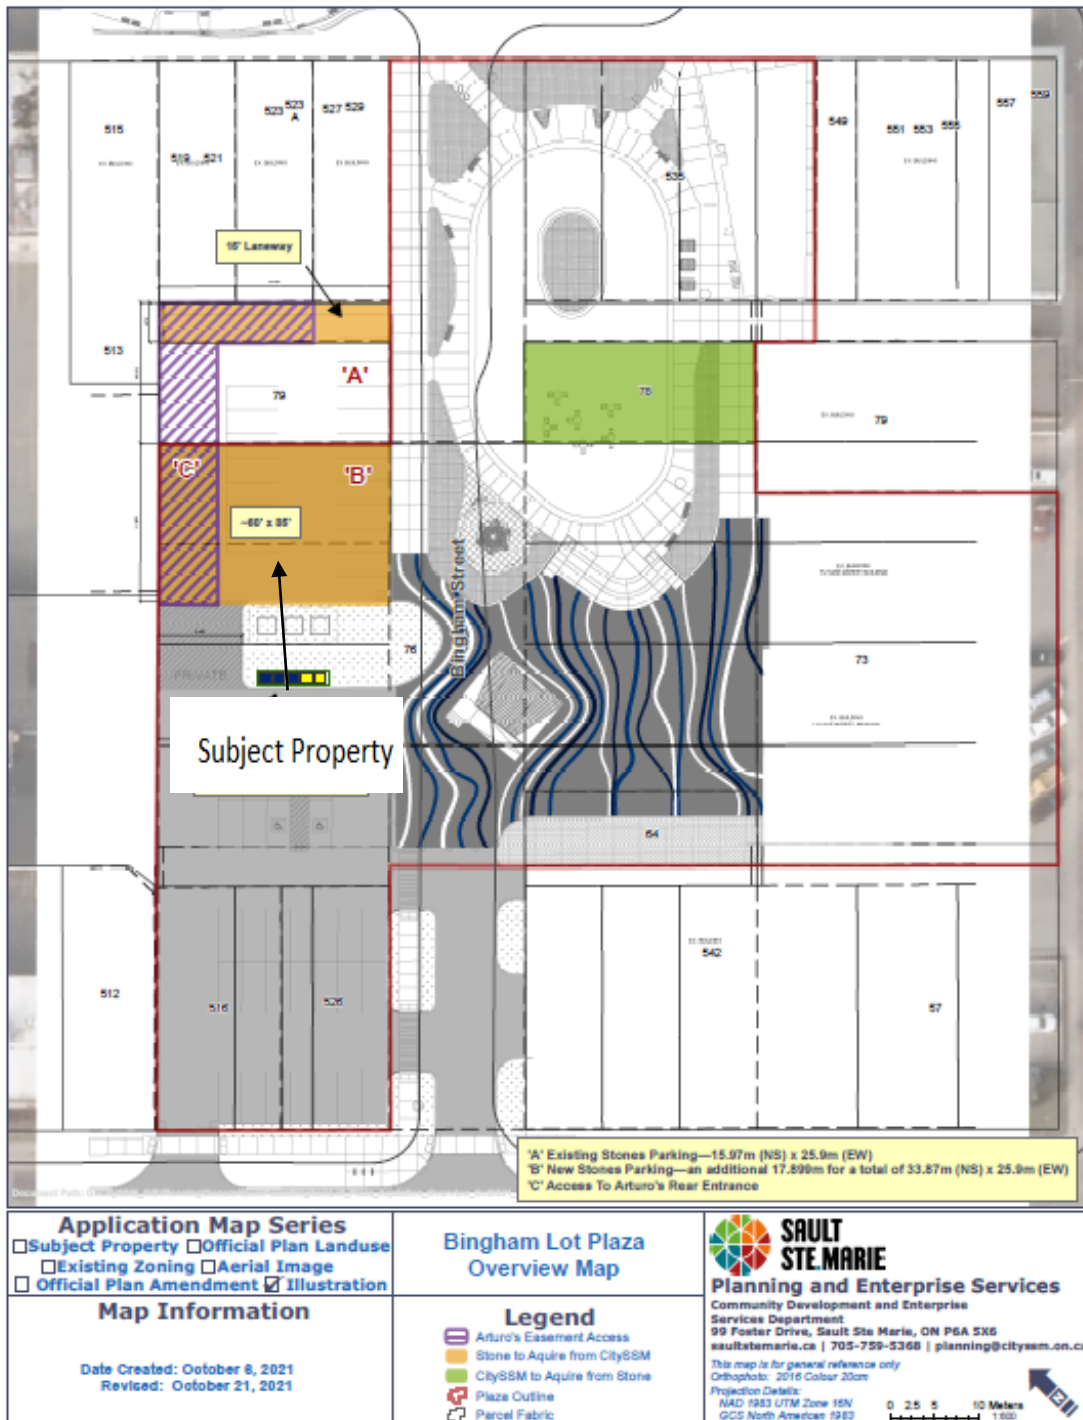 515
519
521
523
523
A
527
529
535
549
551
553
555
557
559
16' Laneway
513
'A'
79
78
79
'C'
'B'
~60' x 85'
Bingham Street
76
PRIVATE
73
Subject Property
64
512
516
526
542
57
'A' Existing Stones Parking—15.97m (NS) x 25.9m (EW)
'B' New Stones Parking—an additional 17.899m for a total of 33.87m (NS) x 25.9m (EW)
'C' Access To Arturo's Rear Entrance
Application Map Series
Subject Property Official Plan Landuse
Existing Zoning Aerial Image
Official Plan Amendment Illustration
Map Information
Date Created: October 6, 2021
Revised: October 21, 2021
Bingham Lot Plaza
Overview Map
Legend
Arturo's Easement Access
Stone to Aquire from CitySSM
CitySSM to Aquire from Stone
Plaza Outline
Parcel Fabric
SAULT
STE.MARIE
Planning and Enterprise Services
Community Development and Enterprise
Services Department
99 Foster Drive, Sault Ste Marie, ON P6A 5X6
saultstemarie.ca | 705-759-5368 | planning@cityssm.on.ca
This map is for general reference only
Orthophoto: 2016 Colour 20cm
Projection Details:
NAD 1983 UTM Zone 16N
GCS North American 1983
0 2.5 5 10 Meters
N